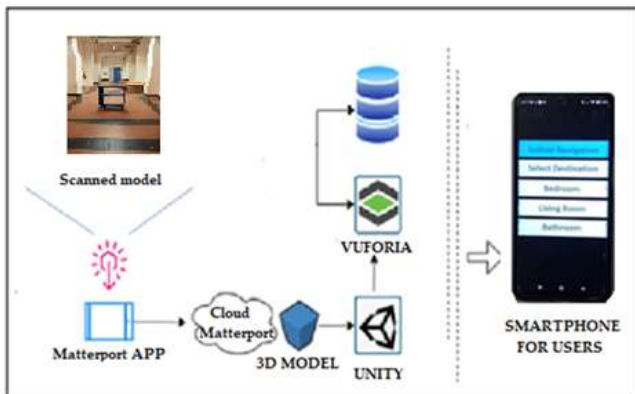 Scanned model
Matterport APP
Cloud
Matterport
3D MODEL
UNITY
VUFORIA
Indoor Navigation
Select Destination
Bedroom
Living Room
Bathroom
SMARTPHONE
FOR USERS